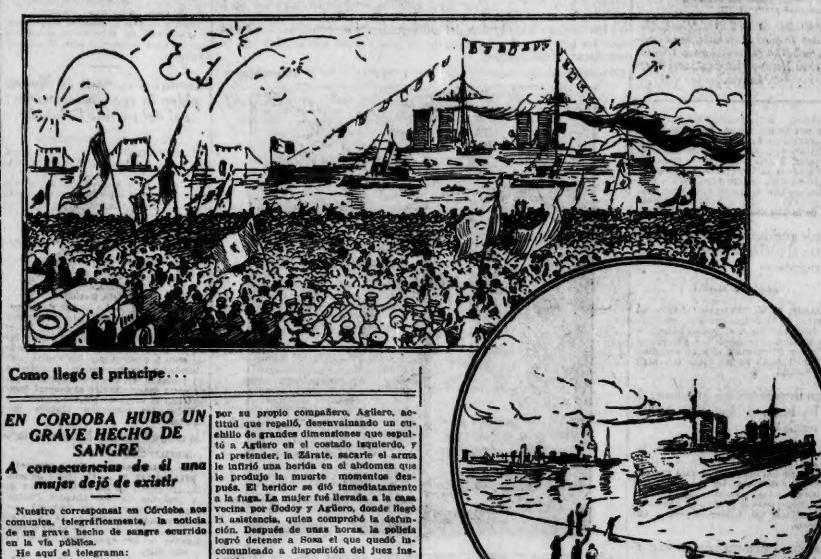 Como llegó el príncipe...
EN CORDOBA HUBO UN
GRAVE HECHO DE
SANGRE
A consecuencias de él una
mujer dejó de existir
Nuestro corresponsal en Córdoba nos
comunica, telegráficamente, la noticia
de un grave hecho de sangre ocurrido
en la vía pública.
He aquí el telegrama:
por su propio compañero, Agüero, ac-
titud que repelió, desenvainando un cu-
chillo de grandes dimensiones que sepul-
tó a Agüero en el costado izquierdo, y
al pretender, la Zárate, sacarle el arma
le infirió una herida en el abdomen que
le produjo la muerte momentos des-
pués. El heridor se dió inmediatamente
a la fuga. La mujer fué llevada a la casa
vecina por Godoy y Agüero, donde llegó
la asistencia, quien comprobó la defun-
ción. Después de unas horas, la policía
logró detener a Sosa el que quedó in-
comunicado a disposición del juez ins-